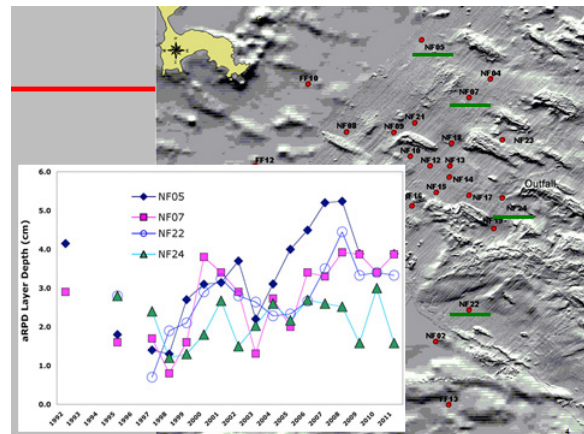 NF05
NF04
FF10
NF07
NF21
NF08
NF09
NF18
NF23
NF10
FF12
NF12
NF13
NF14
NF15
NF17
Outfall
NF16
NF24
NF19
NF22
NF02
FF13
aRPD Layer Depth (cm)
6.0
5.0
4.0
3.0
2.0
1.0
0.0
NF05
NF07
NF22
NF24
1992
1993
1994
1995
1996
1997
1998
1999
2000
2001
2002
2003
2004
2005
2006
2007
2008
2009
2010
2011